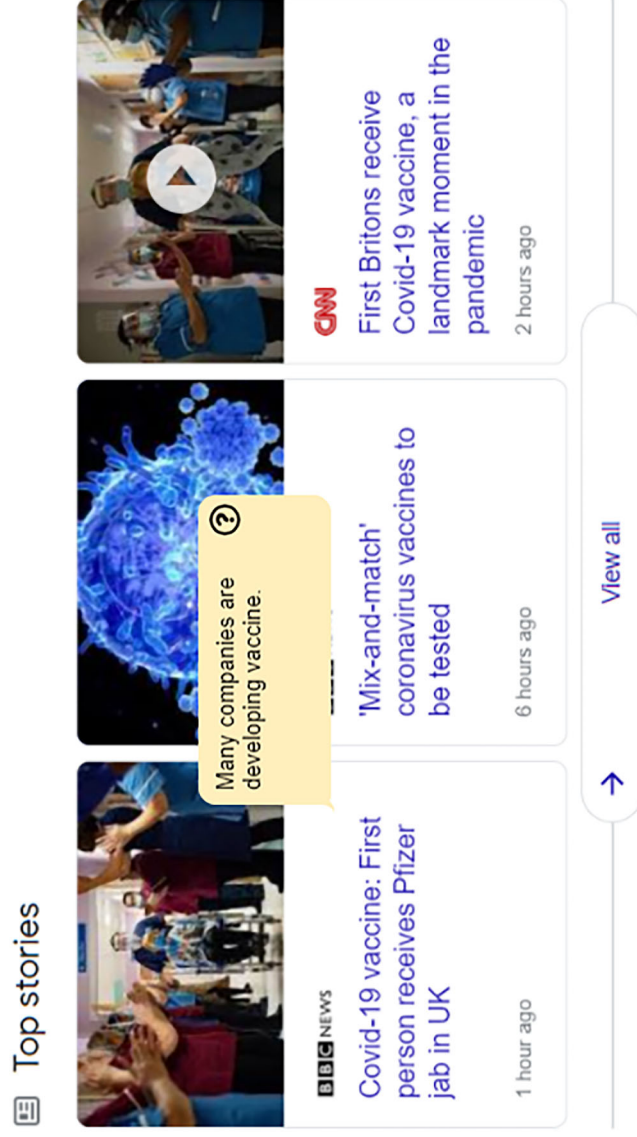 Top stories
BBC NEWS
Covid-19 vaccine: First
person receives Pfizer
jab in UK
1 hour ago
Many companies are
developing vaccine.
?
'Mix-and-match'
coronavirus vaccines to
be tested
6 hours ago
CNN
First Britons receive
Covid-19 vaccine, a
landmark moment in the
pandemic
2 hours ago
→ View all